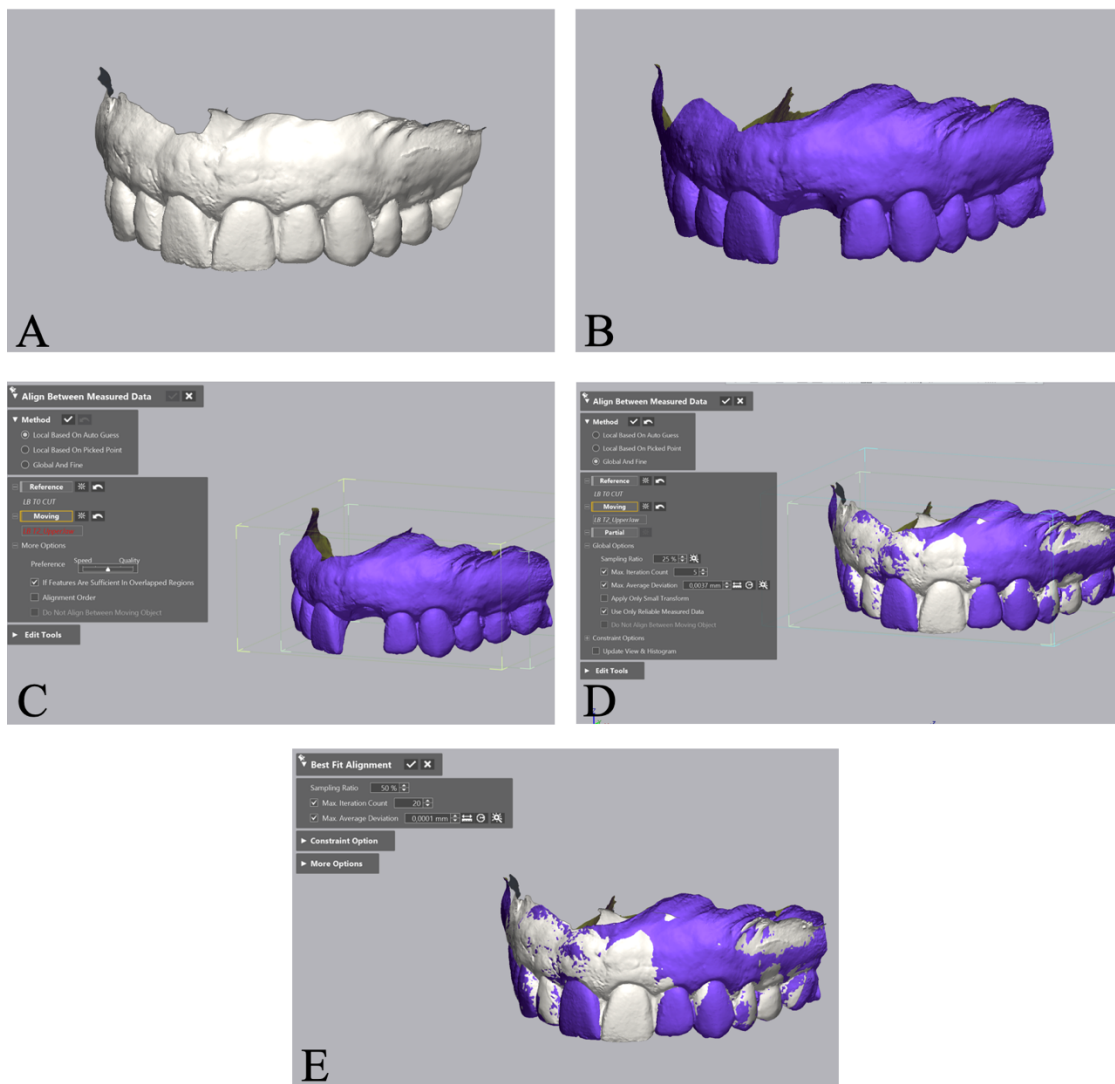 A
B
Align Between Measured Data
Method
Local Based On Auto Guess
Local Based On Picked Point
Global And Fine
Reference
LB T0 CUT
Moving
LB T2_UpperJaw
More Options
Preference Speed Quality
If Features Are Sufficient In Overlapped Regions
Alignment Order
Do Not Align Between Moving Object
Edit Tools
C
Align Between Measured Data
Method
Local Based On Auto Guess
Local Based On Picked Point
Global And Fine
Reference
LB T0 CUT
Moving
LB T2_UpperJaw
Partial
Global Options
Sampling Ratio 25 %
Max. Iteration Count 5
Max. Average Deviation 0,0037 mm
Apply Only Small Transform
Use Only Reliable Measured Data
Do Not Align Between Moving Object
Constraint Options
Update View & Histogram
Edit Tools
D
Best Fit Alignment
Sampling Ratio 50 %
Max. Iteration Count 20
Max. Average Deviation 0,0001 mm
Constraint Option
More Options
E